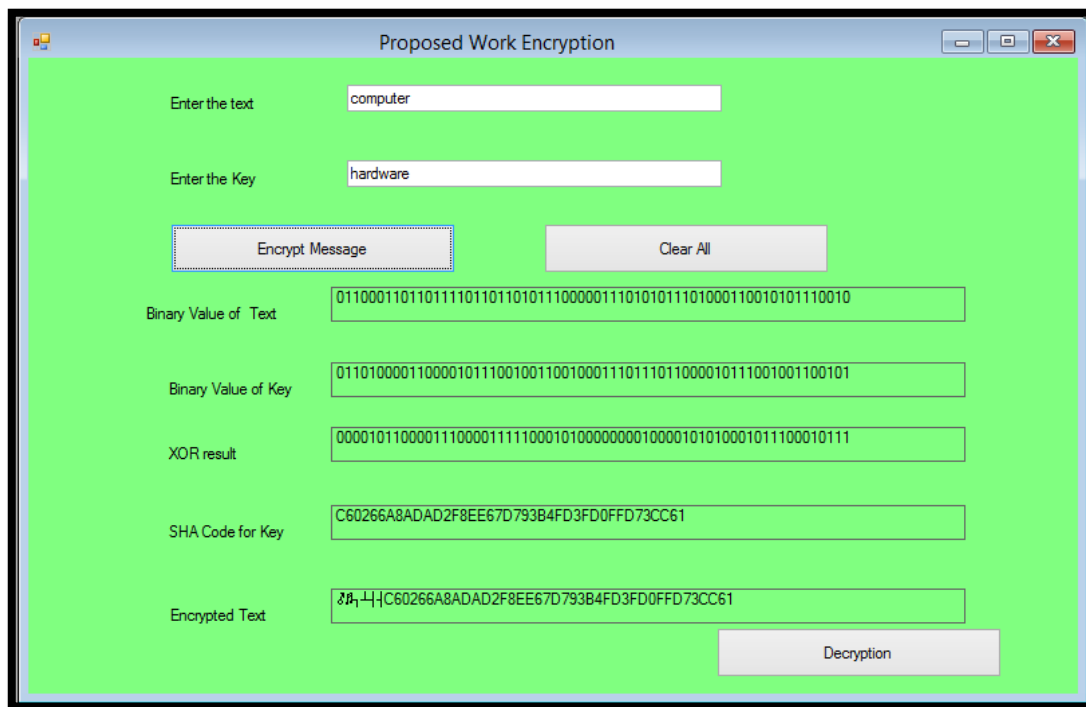 Proposed Work Encryption
Enter the text
computer
Enter the Key
hardware
Encrypt Message
Clear All
Binary Value of Text
0110001101101111011011010111000001110101011101000110010101110010
Binary Value of Key
0110100001100001011100100110010001110111011000010111001001100101
XOR result
0000101100001110000111110001010000000010000101010001011100010111
SHA Code for Key
C60266A8ADAD2F8EE67D793B4FD3FD0FFD73CC61
Encrypted Text
C60266A8ADAD2F8EE67D793B4FD3FD0FFD73CC61
Decryption